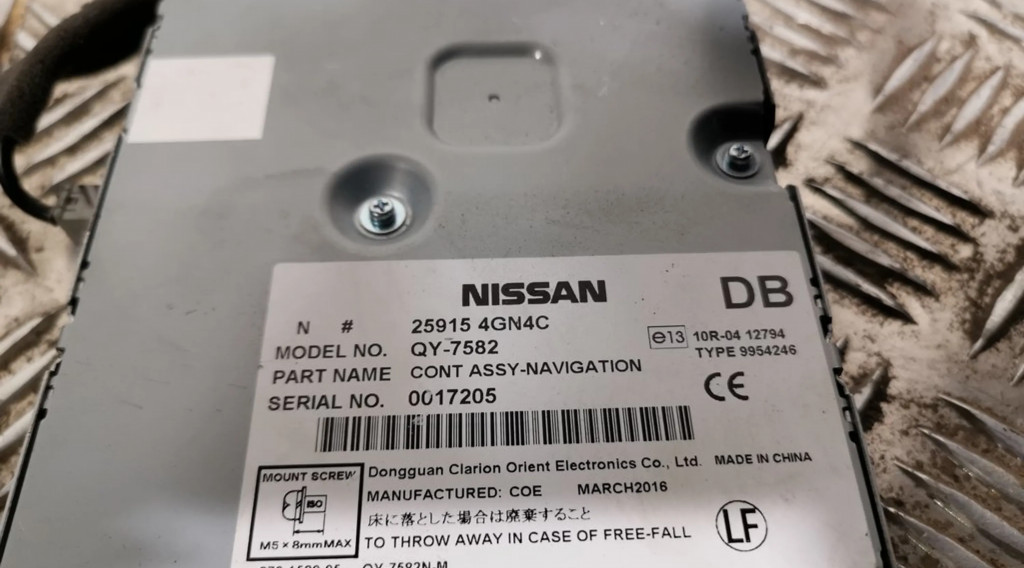 NISSAN
DB
N # 25915 4GN4C
MODEL NO. QY-7582
PART NAME CONT ASSY-NAVIGATION
SERIAL NO. 0017205
e13 10R-04 12794
TYPE 9954246
CE
MOUNT SCREW
ISO
M5×8mmMAX
Dongguan Clarion Orient Electronics Co., Ltd. MADE IN CHINA
MANUFACTURED: COE MARCH2016
床に落とした場合は廃棄すること
TO THROW AWAY IN CASE OF FREE-FALL
LF
QY-7582N-M